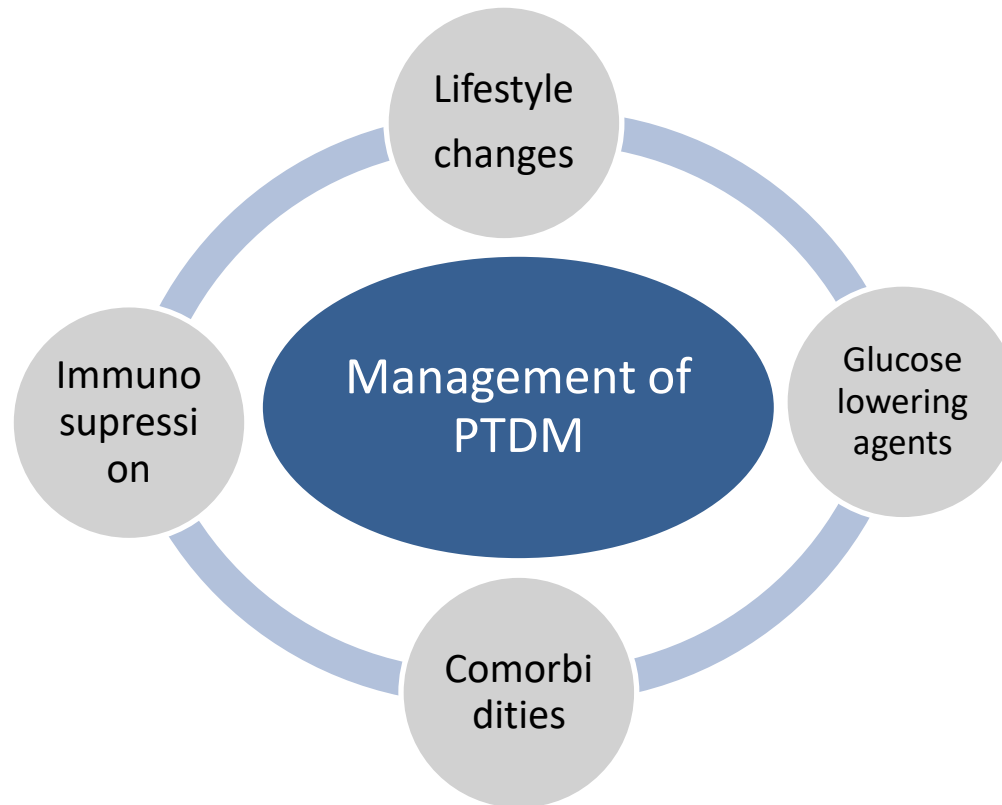 Lifestyle
changes
Immuno
supressi
on
Management of
PTDM
Glucose
lowering
agents
Comorbi
dities